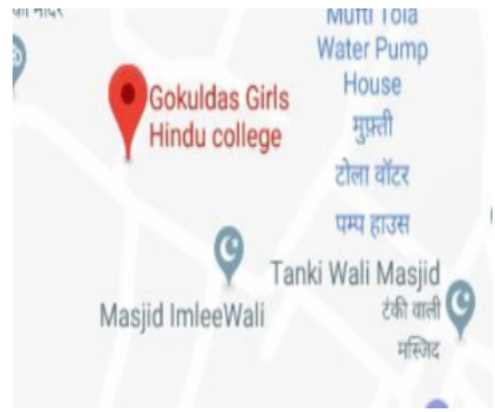 की मंदिर
Mufti Tola
Water Pump
House
मुफ़्ती
टोला वॉटर
पम्प हाउस
Gokuldas Girls
Hindu college
Tanki Wali Masjid
टंकी वाली
मस्जिद
Masjid ImleeWali